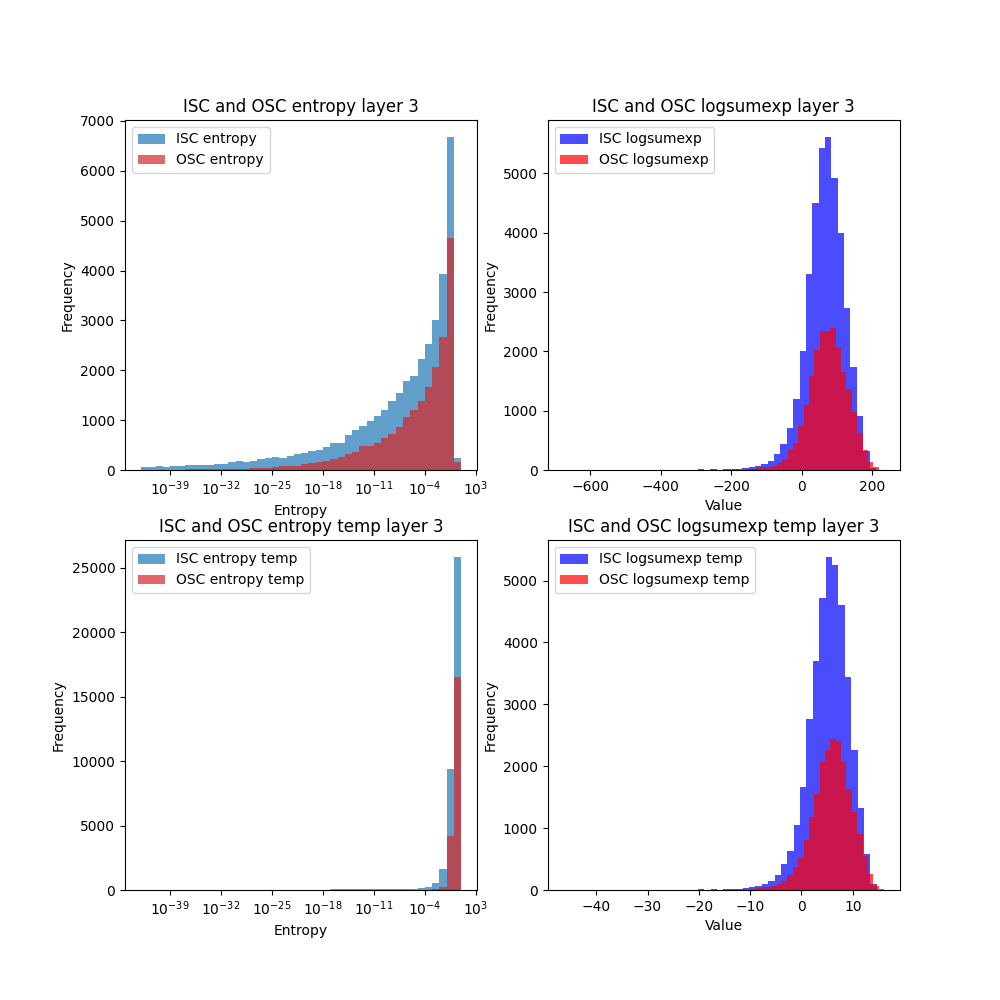 ISC and OSC entropy layer 3
ISC entropy
OSC entropy
7000
6000
5000
4000
3000
2000
1000
0
Frequency
10^-39 10^-32 10^-25 10^-18 10^-11 10^-4 10^3
Entropy
ISC and OSC logsumexp layer 3
ISC logsumexp
OSC logsumexp
5000
4000
3000
2000
1000
0
Frequency
−600 −400 −200 0 200
Value
ISC and OSC entropy temp layer 3
ISC entropy temp
OSC entropy temp
25000
20000
15000
10000
5000
0
Frequency
10^-39 10^-32 10^-25 10^-18 10^-11 10^-4 10^3
Entropy
ISC and OSC logsumexp temp layer 3
ISC logsumexp temp
OSC logsumexp temp
5000
4000
3000
2000
1000
0
Frequency
−40 −30 −20 −10 0 10
Value